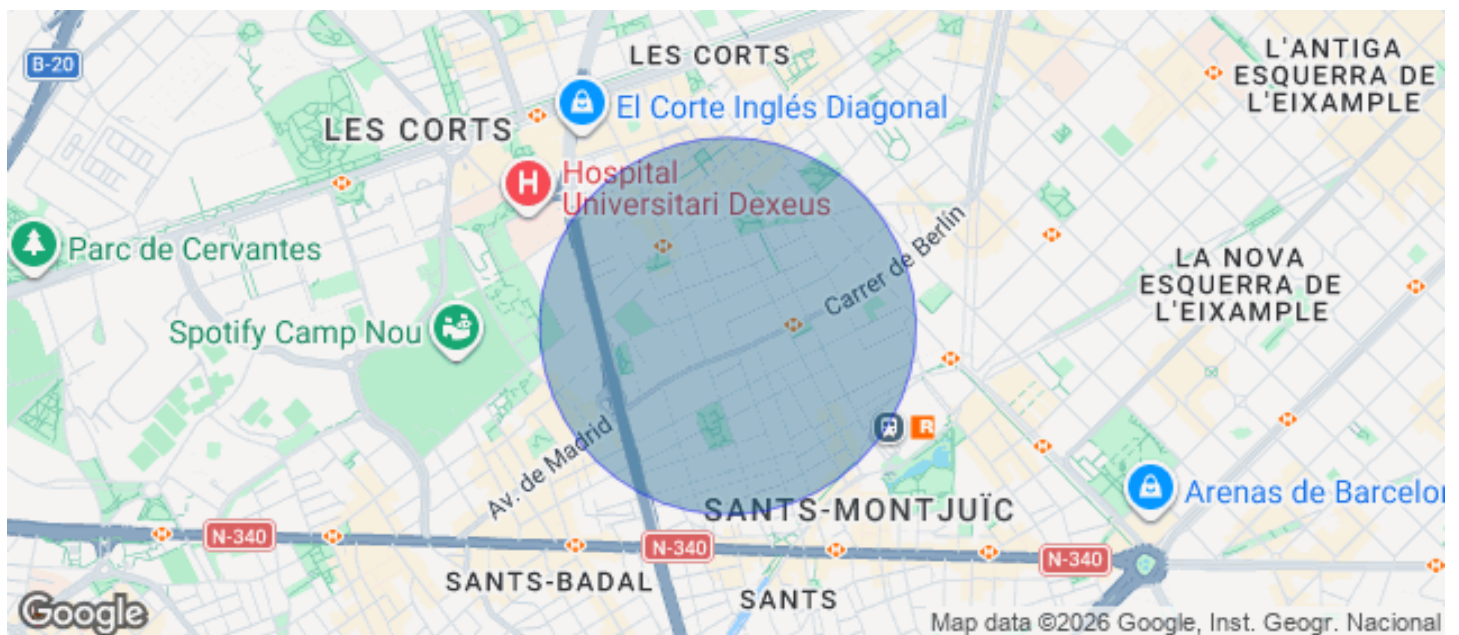 B-20
LES CORTS
L'ANTIGA
ESQUERRA DE
L'EIXAMPLE
El Corte Inglés Diagonal
LES CORTS
H
Hospital
Universitari Dexeus
Parc de Cervantes
Carrer de Berlín
LA NOVA
ESQUERRA DE
L'EIXAMPLE
Spotify Camp Nou
Av. de Madrid
R
Arenas de Barcelo
SANTS-MONTJUÏC
N-340
N-340
N-340
SANTS-BADAL
SANTS
Google
Map data ©2026 Google, Inst. Geogr. Nacional